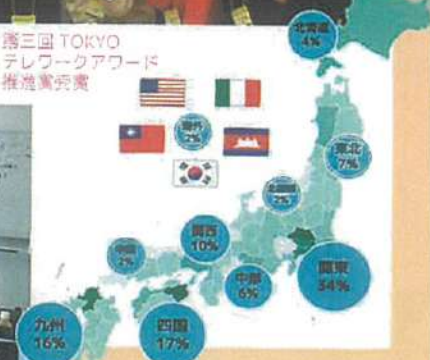 第三回 TOKYO
テレワークアワード
推進賞受賞
北海道
4%
海外
東北
7%
2%
関西
10%
中国
中部
6%
関東
34%
九州
16%
四国
17%